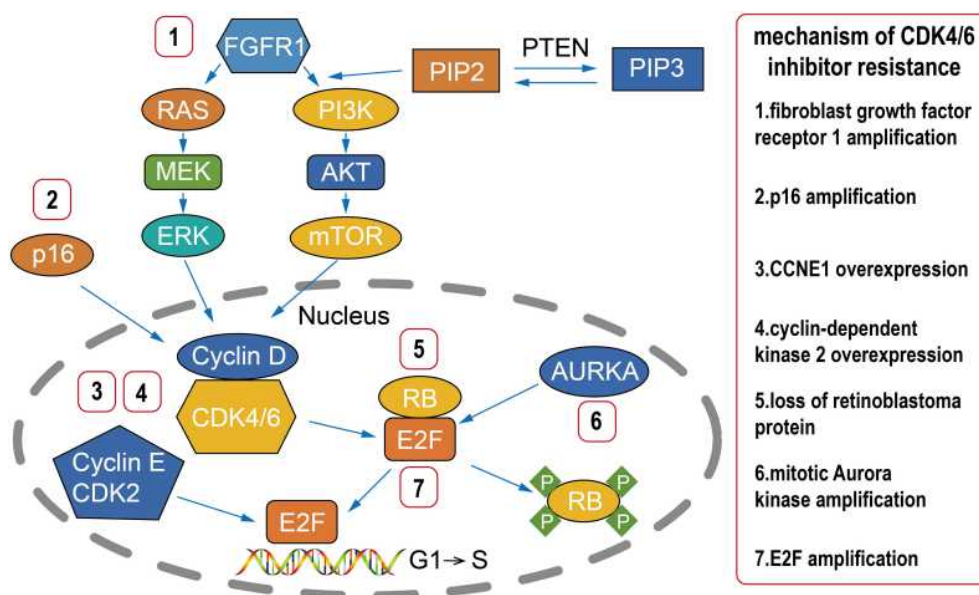 1
FGFR1
PIP2
PTEN
PIP3
RAS
PI3K
MEK
AKT
2
p16
ERK
mTOR
Nucleus
Cyclin D
CDK4/6
5
RB
E2F
AURKA
6
3
4
Cyclin E
CDK2
7
E2F
G1→S
P
P
RB
P
P
mechanism of CDK4/6
inhibitor resistance
1.fibroblast growth factor
receptor 1 amplification
2.p16 amplification
3.CCNE1 overexpression
4.cyclin-dependent
kinase 2 overexpression
5.loss of retinoblastoma
protein
6.mitotic Aurora
kinase amplification
7.E2F amplification